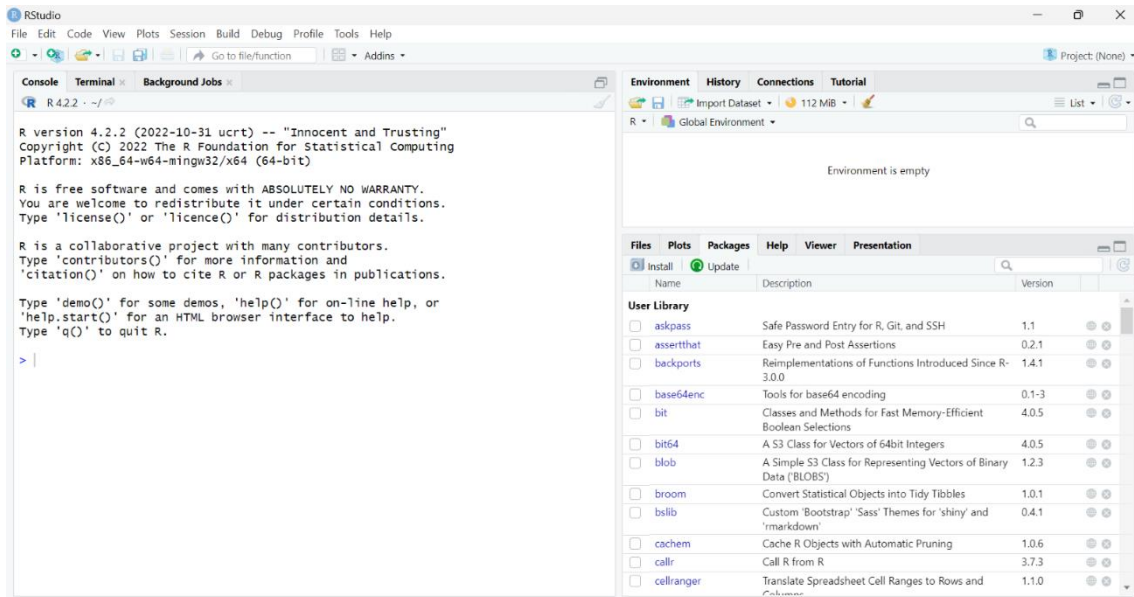 RStudio
File Edit Code View Plots Session Build Debug Profile Tools Help
Go to file/function Addins Project: (None)
Console Terminal Background Jobs
R 4.2.2 · ~/
R version 4.2.2 (2022-10-31 ucrt) -- "Innocent and Trusting"
Copyright (C) 2022 The R Foundation for Statistical Computing
Platform: x86_64-w64-mingw32/x64 (64-bit)
R is free software and comes with ABSOLUTELY NO WARRANTY.
You are welcome to redistribute it under certain conditions.
Type 'license()' or 'licence()' for distribution details.
R is a collaborative project with many contributors.
Type 'contributors()' for more information and
'citation()' on how to cite R or R packages in publications.
Type 'demo()' for some demos, 'help()' for on-line help, or
'help.start()' for an HTML browser interface to help.
Type 'q()' to quit R.
>
Environment History Connections Tutorial
Import Dataset 112 MiB List
R Global Environment
Environment is empty
Files Plots Packages Help Viewer Presentation
Install Update
Name Description Version
User Library
askpass Safe Password Entry for R, Git, and SSH 1.1
assertthat Easy Pre and Post Assertions 0.2.1
backports Reimplementations of Functions Introduced Since R- 1.4.1
3.0.0
base64enc Tools for base64 encoding 0.1-3
bit Classes and Methods for Fast Memory-Efficient 4.0.5
Boolean Selections
bit64 A S3 Class for Vectors of 64bit Integers 4.0.5
blob A Simple S3 Class for Representing Vectors of Binary 1.2.3
Data ('BLOBS')
broom Convert Statistical Objects into Tidy Tibbles 1.0.1
bslib Custom 'Bootstrap' 'Sass' Themes for 'shiny' and 0.4.1
'rmarkdown'
cachem Cache R Objects with Automatic Pruning 1.0.6
callr Call R from R 3.7.3
cellranger Translate Spreadsheet Cell Ranges to Rows and 1.1.0
Columns